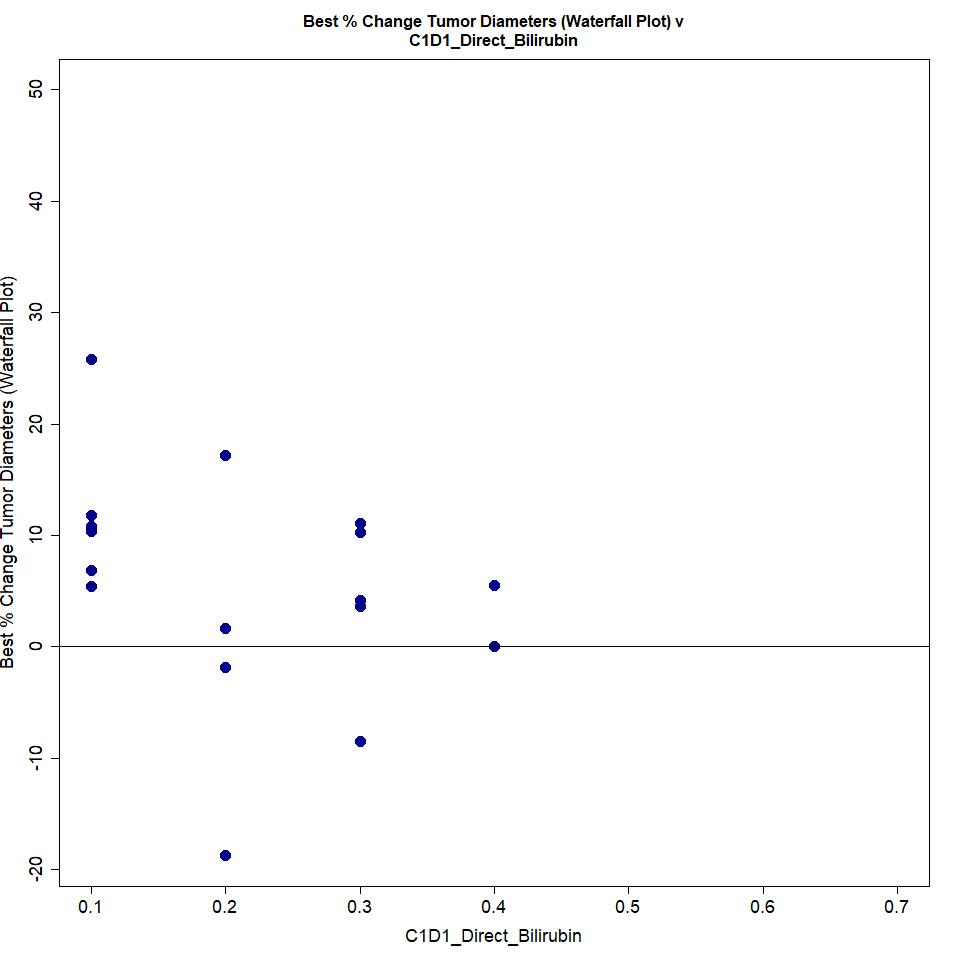 Best % Change Tumor Diameters (Waterfall Plot) v
C1D1_Direct_Bilirubin
Best % Change Tumor Diameters (Waterfall Plot)
50
40
30
20
10
0
-10
-20
0.1 0.2 0.3 0.4 0.5 0.6 0.7
C1D1_Direct_Bilirubin